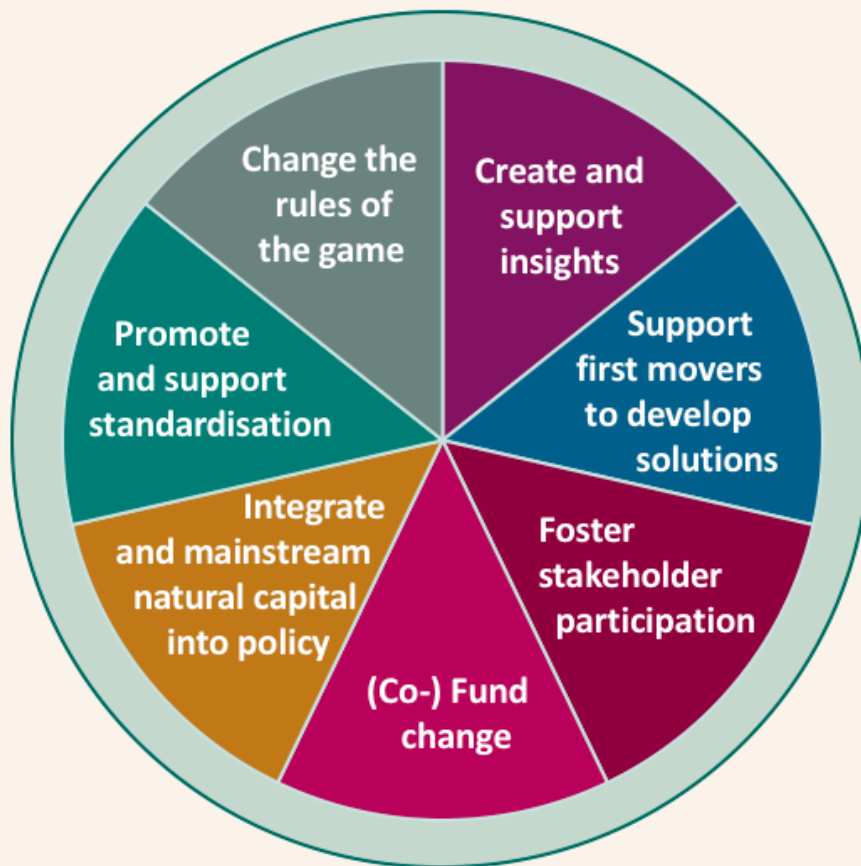 Change the
rules of
the game
Create and
support
insights
Support
first movers
to develop
solutions
Foster
stakeholder
participation
(Co-) Fund
change
Integrate
and mainstream
natural capital
into policy
Promote
and support
standardisation